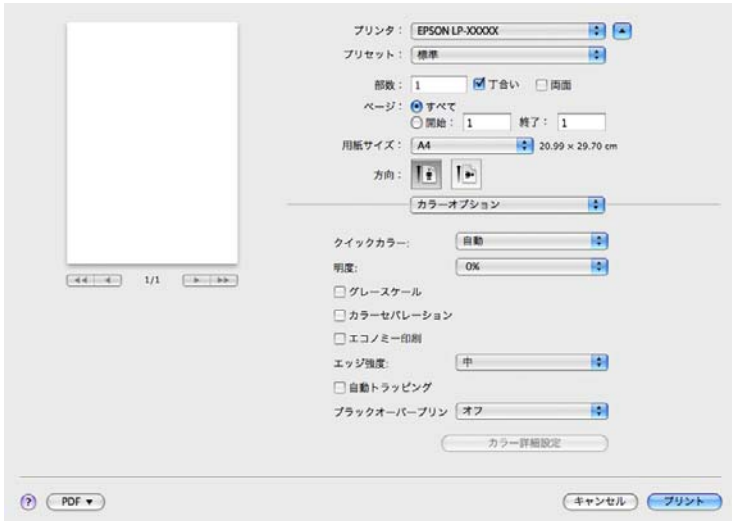 プリンタ： EPSON LP-XXXXX
プリセット： 標準
部数： 1 丁合い 両面
ページ： すべて
開始： 1 終了： 1
用紙サイズ： A4 20.99 × 29.70 cm
方向：
カラーオプション
クイックカラー: 自動
明度: 0%
グレースケール
カラーセパレーション
エコノミー印刷
エッジ強度: 中
自動トラッピング
ブラックオーバープリン オフ
カラー詳細設定
1/1
? PDF ▼ キャンセル プリント